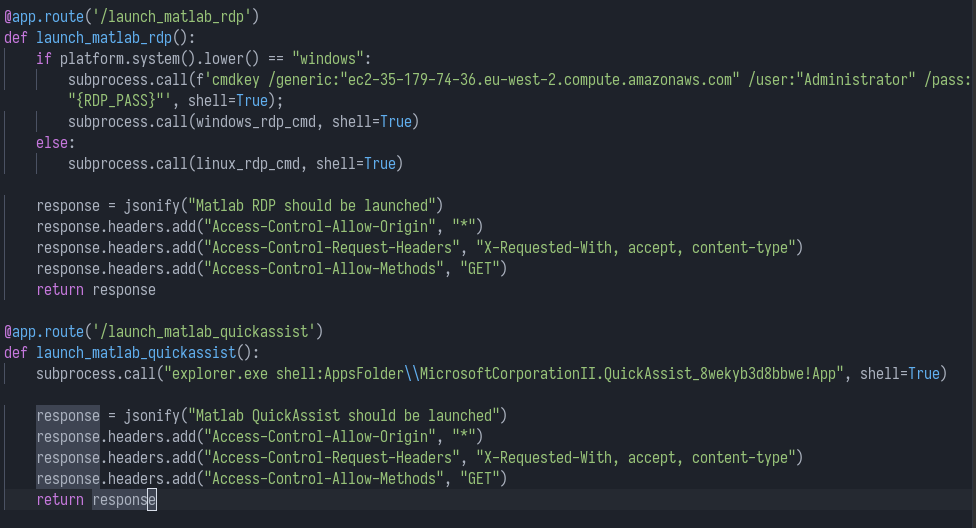 @app.route('/launch_matlab_rdp')
def launch_matlab_rdp():
    if platform.system().lower() == "windows":
        subprocess.call(f'cmdkey /generic:"ec2-35-179-74-36.eu-west-2.compute.amazonaws.com" /user:"Administrator" /pass:
        "{RDP_PASS}"', shell=True);
        subprocess.call(windows_rdp_cmd, shell=True)
    else:
        subprocess.call(linux_rdp_cmd, shell=True)

    response = jsonify("Matlab RDP should be launched")
    response.headers.add("Access-Control-Allow-Origin", "*")
    response.headers.add("Access-Control-Request-Headers", "X-Requested-With, accept, content-type")
    response.headers.add("Access-Control-Allow-Methods", "GET")
    return response

@app.route('/launch_matlab_quickassist')
def launch_matlab_quickassist():
    subprocess.call("explorer.exe shell:AppsFolder\\MicrosoftCorporationII.QuickAssist_8wekyb3d8bbwe!App", shell=True)

    response = jsonify("Matlab QuickAssist should be launched")
    response.headers.add("Access-Control-Allow-Origin", "*")
    response.headers.add("Access-Control-Request-Headers", "X-Requested-With, accept, content-type")
    response.headers.add("Access-Control-Allow-Methods", "GET")
    return response